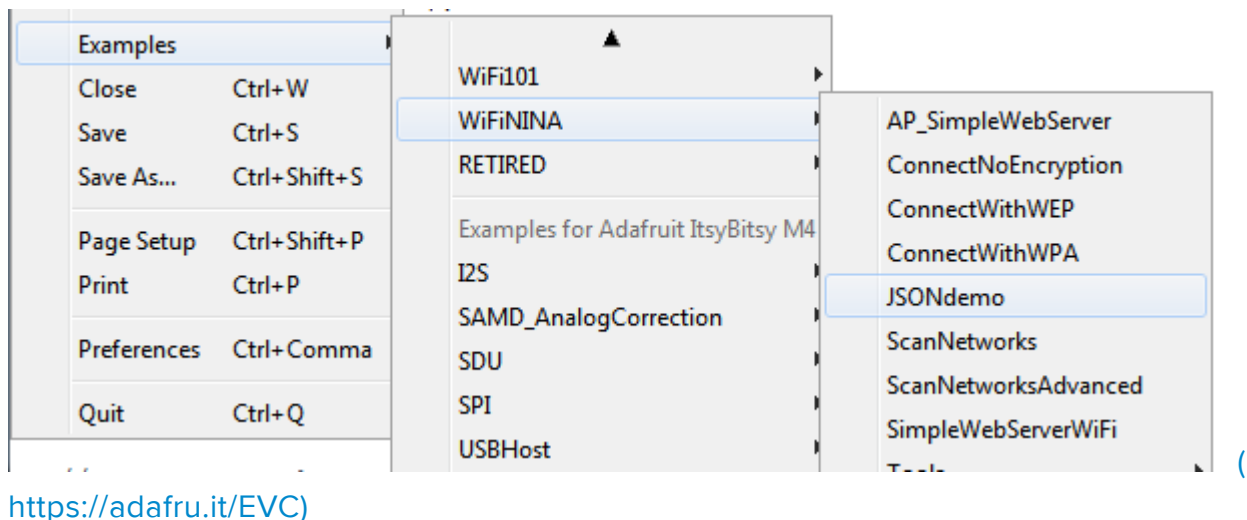 Examples
Close Ctrl+W
Save Ctrl+S
Save As... Ctrl+Shift+S
Page Setup Ctrl+Shift+P
Print Ctrl+P
Preferences Ctrl+Comma
Quit Ctrl+Q
WiFi101
WiFiNINA
RETIRED
Examples for Adafruit ItsyBitsy M4
I2S
SAMD_AnalogCorrection
SDU
SPI
USBHost
AP_SimpleWebServer
ConnectNoEncryption
ConnectWithWEP
ConnectWithWPA
JSONdemo
ScanNetworks
ScanNetworksAdvanced
SimpleWebServerWiFi
Tools
(
https://adafru.it/EVC)